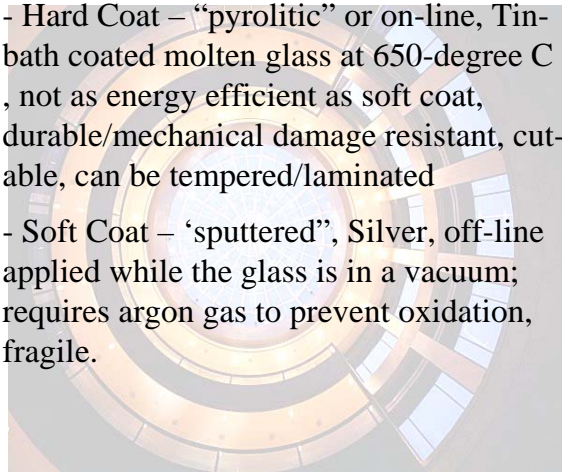 - Hard Coat – “pyrolitic” or on-line, Tin-
bath coated molten glass at 650-degree C
, not as energy efficient as soft coat,
durable/mechanical damage resistant, cut-
able, can be tempered/laminated
- Soft Coat – ‘sputtered”, Silver, off-line
applied while the glass is in a vacuum;
requires argon gas to prevent oxidation,
fragile.